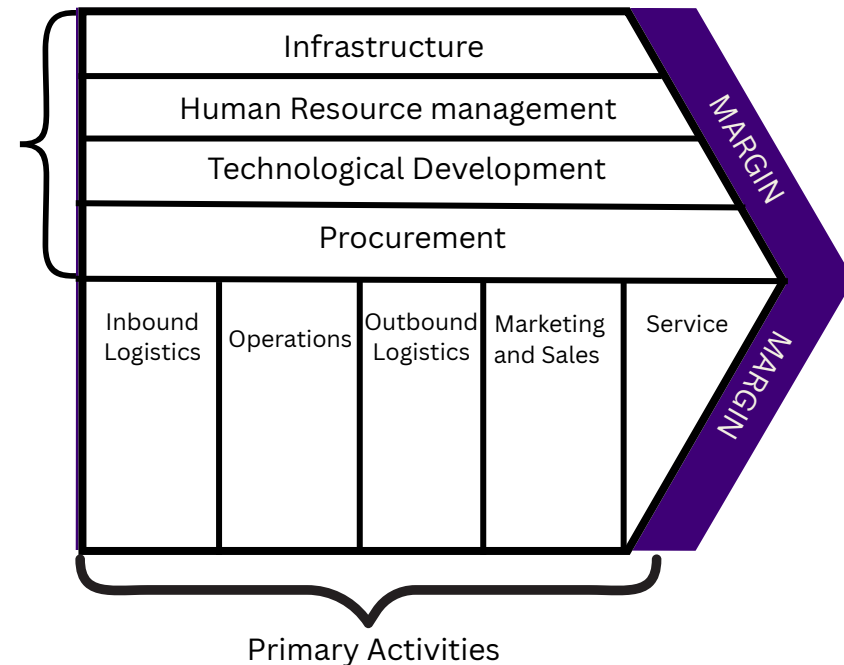 Infrastructure
Human Resource management
Technological Development
Procurement
MARGIN
Inbound
Logistics
Operations
Outbound
Logistics
Marketing
and Sales
Service
MARGIN
Primary Activities